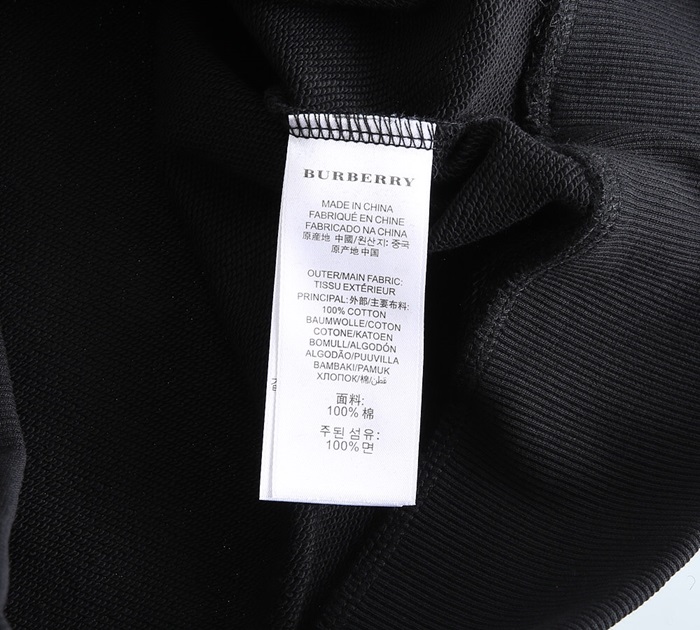 BURBERRY
MADE IN CHINA
FABRIQUÉ EN CHINE
FABRICADO NA CHINA
原産地 中國/원산지: 중국
原产地 中国
OUTER/MAIN FABRIC:
TISSU EXTÉRIEUR
PRINCIPAL:外部/主要布料:
100% COTTON
BAUMWOLLE/COTON
COTONE/KATOEN
BOMULL/ALGODÓN
ALGODÃO/PUUVILLA
BAMBAKI/PAMUK
ХЛОПОК/棉/قطن
面料:
100% 棉
주된 섬유:
100%면